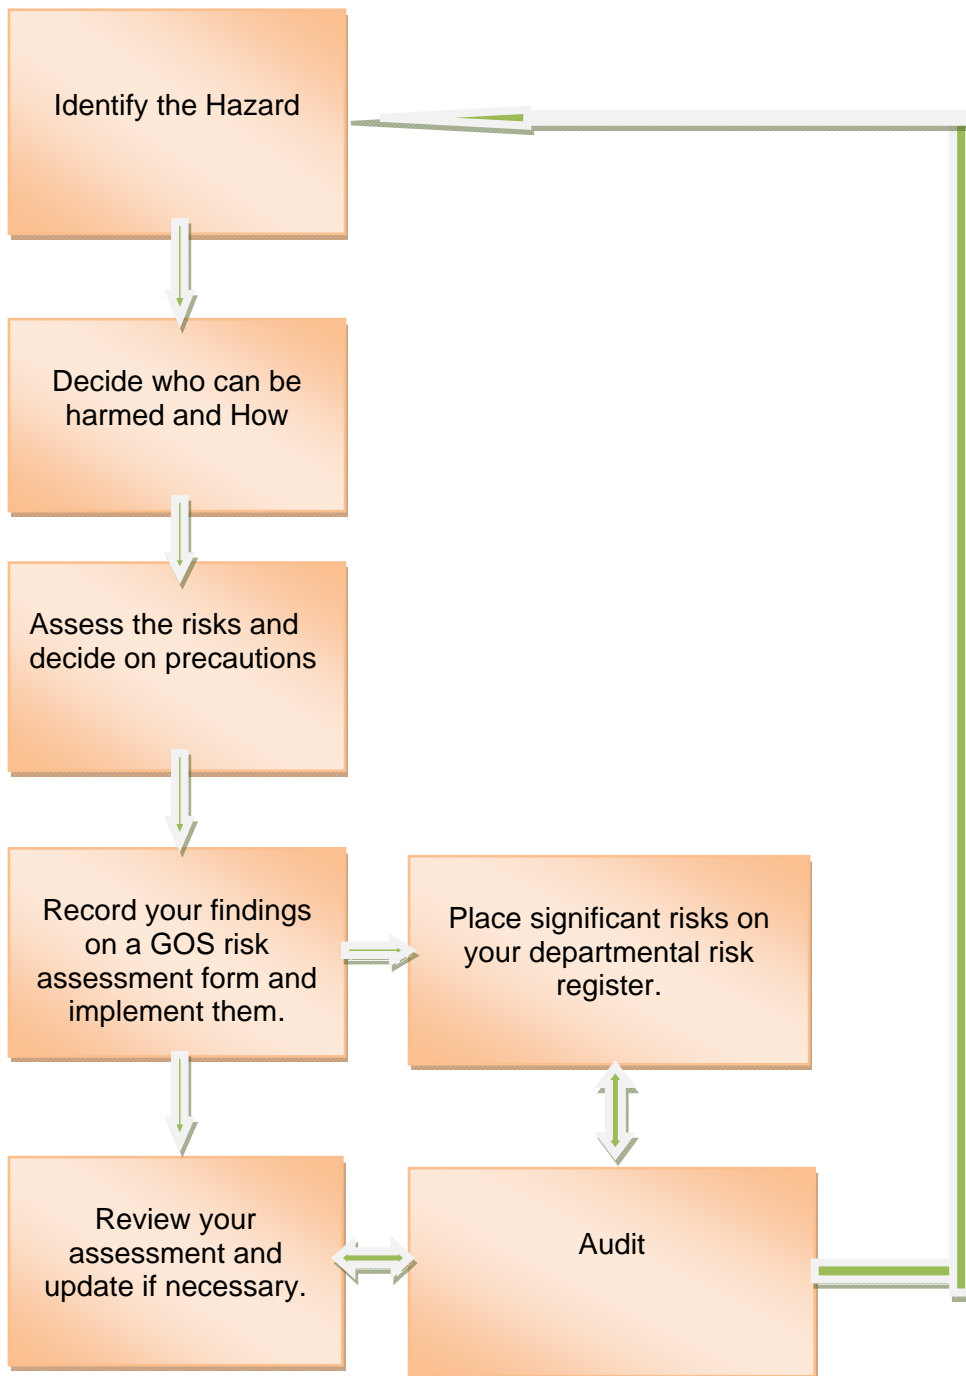 Identify the Hazard
Decide who can be
harmed and How
Assess the risks and
decide on precautions
Record your findings
on a GOS risk
assessment form and
implement them.
Place significant risks on
your departmental risk
register.
Review your
assessment and
update if necessary.
Audit